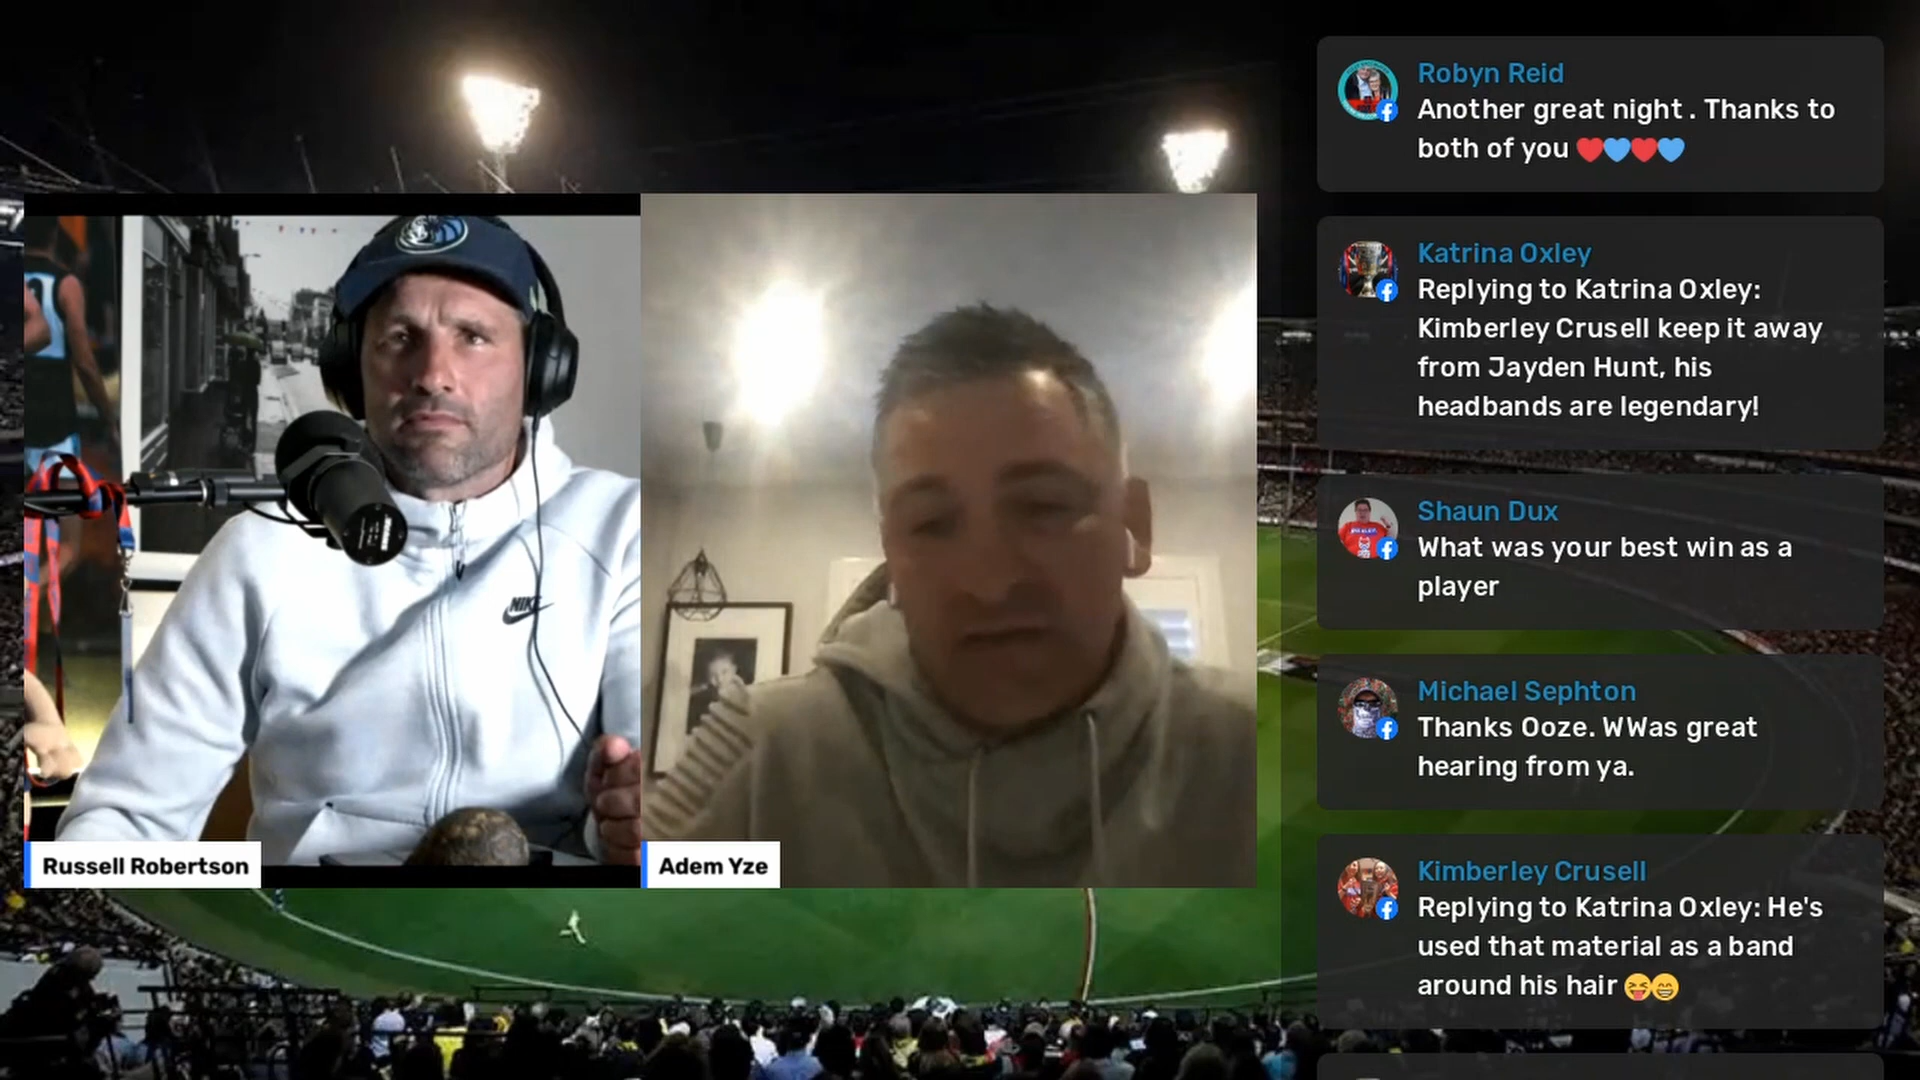 Robyn Reid
Another great night . Thanks to
both of you ❤️💙❤️💙
Katrina Oxley
Replying to Katrina Oxley:
Kimberley Crusell keep it away
from Jayden Hunt, his
headbands are legendary!
Shaun Dux
What was your best win as a
player
Michael Sephton
Thanks Ooze. WWas great
hearing from ya.
Kimberley Crusell
Replying to Katrina Oxley: He's
used that material as a band
around his hair 😝😁
NIKE
Russell Robertson
Adem Yze